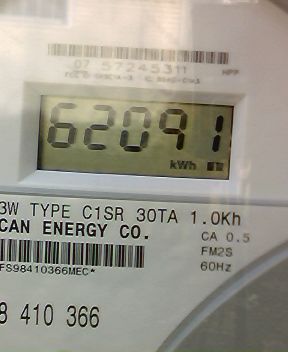 07 57245311
62091
kWh
3W TYPE C1SR 30TA 1.0Kh
CAN ENERGY CO.
CA 0.5
FM2S
60Hz
FS98410366MEC*
8 410 366